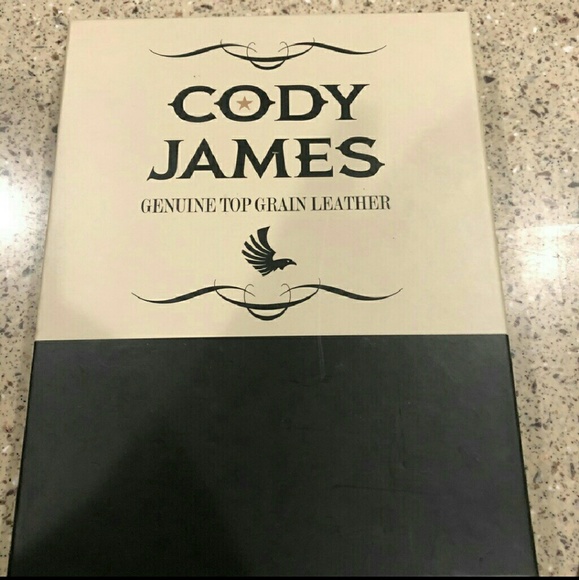 CODY
JAMES
GENUINE TOP GRAIN LEATHER